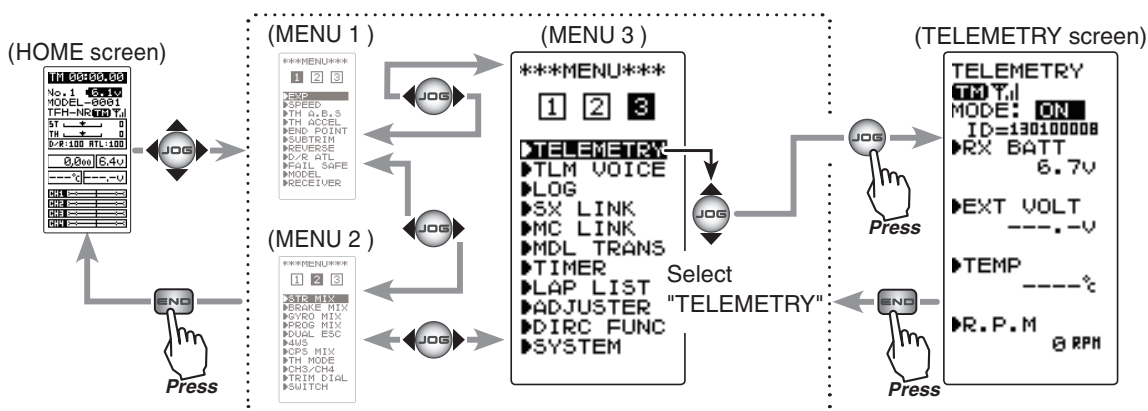 (HOME screen)
TM 00:00.00
No.1 6.1v
MODEL-0001
TFH-NR TM
ST 0
TH 0
D/R:100 ATL:100
0,000 6.4v
---°c ---.-v
CH1
CH2
CH3
CH4
END
Press
(MENU 1 )
***MENU***
1 2 3
EXP
SPEED
TH A.B.S
TH ACCEL
END POINT
SUBTRIM
REVERSE
D/R ATL
FAIL SAFE
MODEL
RECEIVER
(MENU 2 )
***MENU***
1 2 3
STR MIX
BRAKE MIX
GYRO MIX
PROG MIX
DUAL ESC
4WS
CPS MIX
TH MODE
CH3/CH4
TRIM DIAL
SWITCH
JOG
JOG
JOG
JOG
(MENU 3 )
***MENU***
1 2 3
TELEMETRY
TLM VOICE
LOG
SX LINK
MC LINK
MDL TRANS
TIMER
LAP LIST
ADJUSTER
DIRC FUNC
SYSTEM
JOG
Select
"TELEMETRY"
JOG
Press
END
Press
(TELEMETRY screen)
TELEMETRY
TM
MODE: ON
ID=130100008
RX BATT
6.7v
EXT VOLT
---.-v
TEMP
----°c
R.P.M
0 RPM